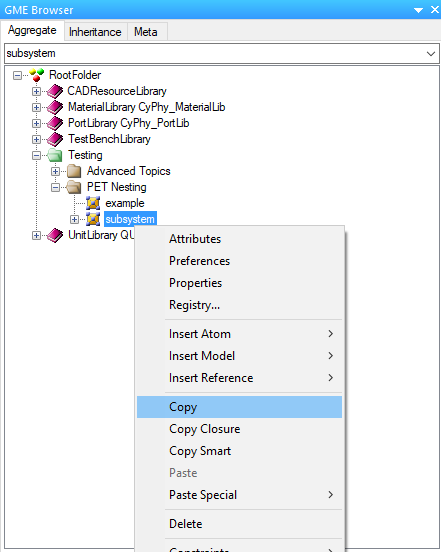 GME Browser
Aggregate Inheritance Meta
subsystem
RootFolder
CADResourceLibrary
MaterialLibrary CyPhy_MaterialLib
PortLibrary CyPhy_PortLib
TestBenchLibrary
Testing
Advanced Topics
PET Nesting
example
subsystem
UnitLibrary QU
Attributes
Preferences
Properties
Registry...
Insert Atom
Insert Model
Insert Reference
Copy
Copy Closure
Copy Smart
Paste
Paste Special
Delete
Constraints